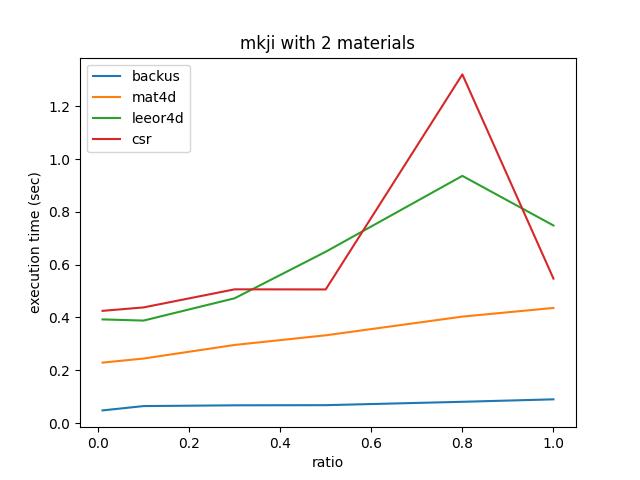 mkji with 2 materials
backus
mat4d
leeor4d
csr
execution time (sec)
1.2
1.0
0.8
0.6
0.4
0.2
0.0
0.0 0.2 0.4 0.6 0.8 1.0
ratio